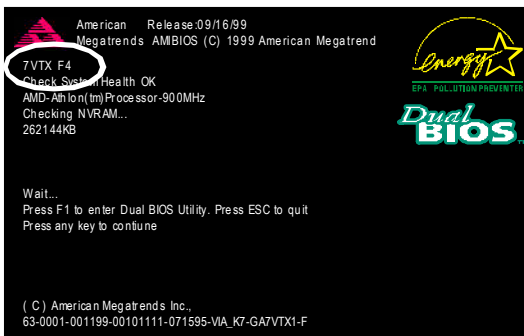 American Release:09/16/99
Megatrends AMIBIOS (C) 1999 American Megatrend
7VTX F4
Check System Health OK
AMD-Athlon(tm)Processor-900MHz
Checking NVRAM...
262144KB
energy
EPA POLLUTION PREVENTER
Dual
BIOS TM
Wait...
Press F1 to enter Dual BIOS Utility. Press ESC to quit
Press any key to contiune
( C ) American Megatrends Inc.,
63-0001-001199-00101111-071595-VIA_K7-GA7VTX1-F